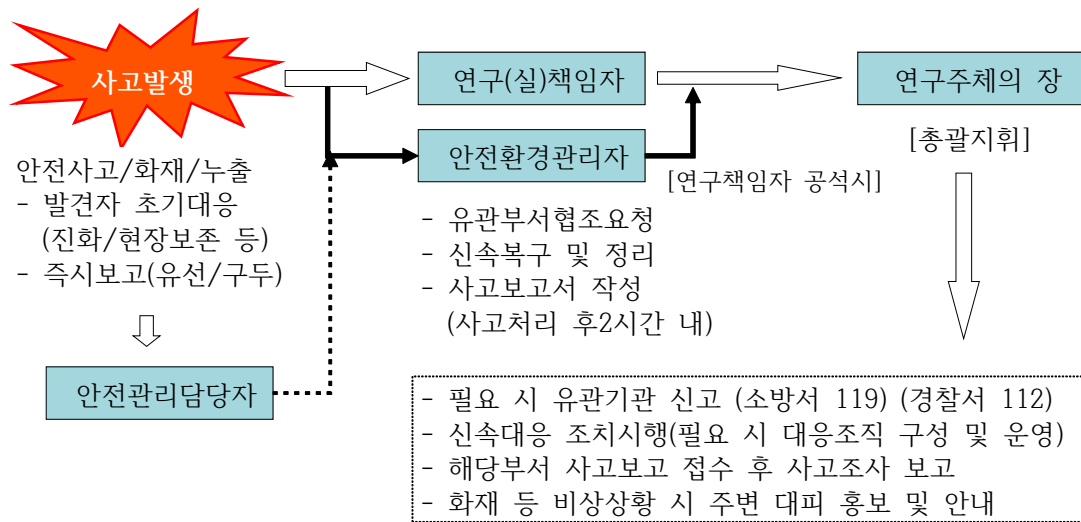 사고발생
연구(실)책임자
연구주체의 장
안전환경관리자
[총괄지휘]
[연구책임자 공석시]
안전사고/화재/누출
- 발견자 초기대응
(진화/현장보존 등)
- 즉시보고(유선/구두)
- 유관부서협조요청
- 신속복구 및 정리
- 사고보고서 작성
(사고처리 후2시간 내)
안전관리담당자
- 필요 시 유관기관 신고 (소방서 119) (경찰서 112)
- 신속대응 조치시행(필요 시 대응조직 구성 및 운영)
- 해당부서 사고보고 접수 후 사고조사 보고
- 화재 등 비상상황 시 주변 대피 홍보 및 안내